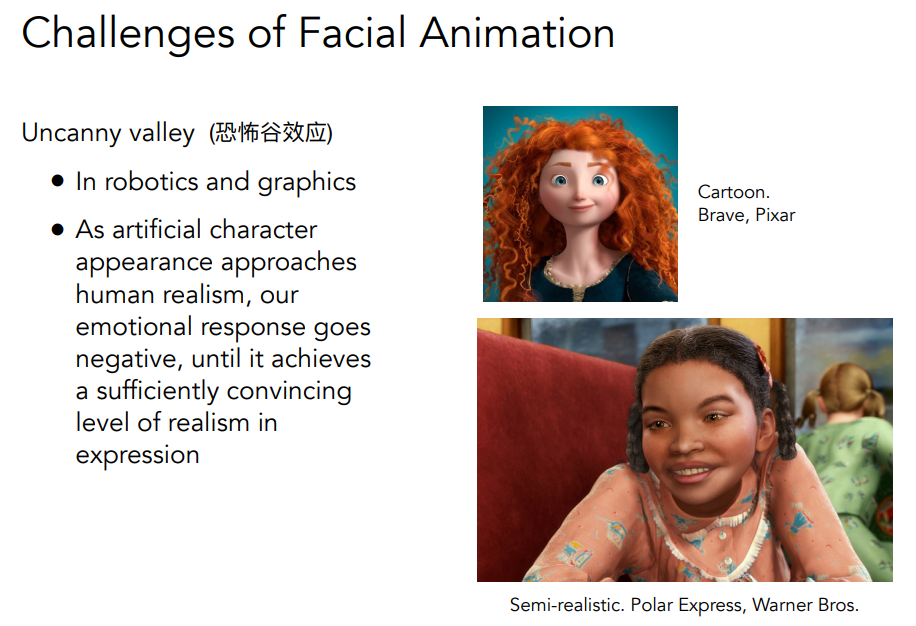 Challenges of Facial Animation
Uncanny valley (恐怖谷效应)
● In robotics and graphics
● As artificial character
appearance approaches
human realism, our
emotional response goes
negative, until it achieves
a sufficiently convincing
level of realism in
expression
Cartoon.
Brave, Pixar
Semi-realistic. Polar Express, Warner Bros.